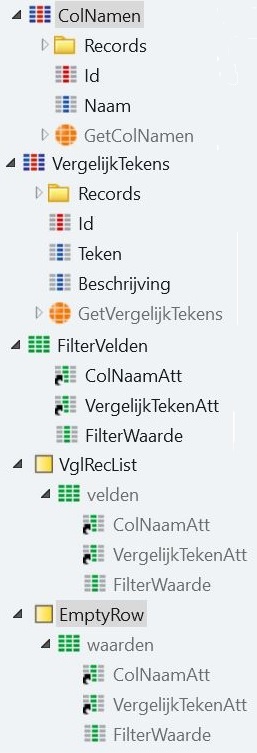 ColNamen
Records
Id
Naam
GetColNamen
VergelijkTekens
Records
Id
Teken
Beschrijving
GetVergelijkTekens
FilterVelden
ColNaamAtt
VergelijkTekenAtt
FilterWaarde
VglRecList
velden
ColNaamAtt
VergelijkTekenAtt
FilterWaarde
EmptyRow
waarden
ColNaamAtt
VergelijkTekenAtt
FilterWaarde